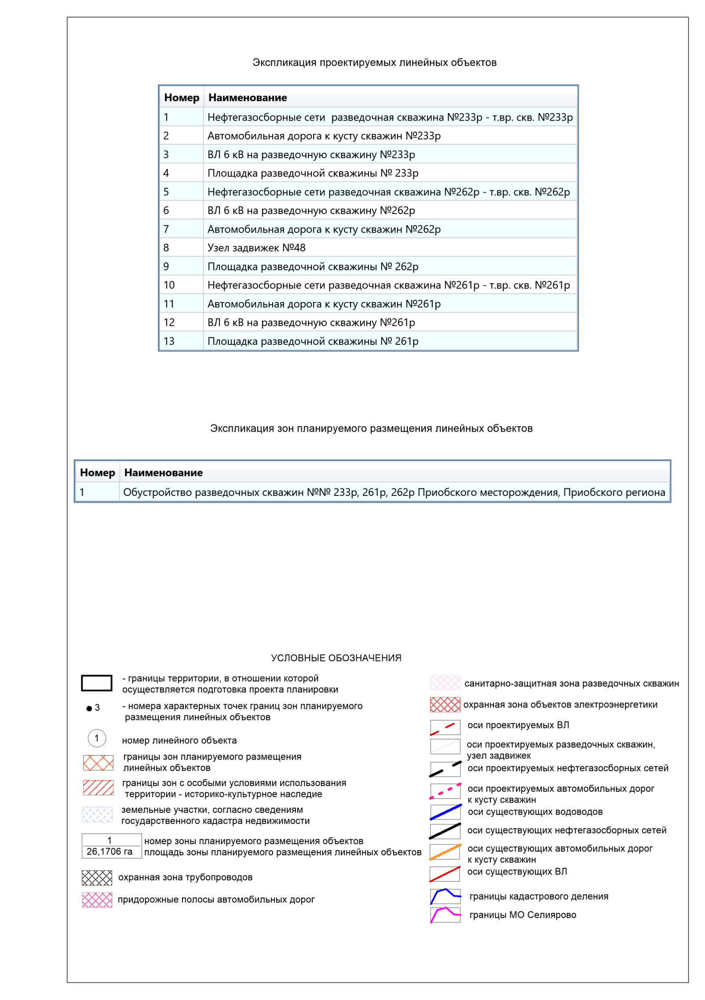 Экспликация проектируемых линейных объектов
Номер Наименование
1 Нефтегазосборные сети  разведочная скважина №233р - т.вр. скв. №233р
2 Автомобильная дорога к кусту скважин №233р
3 ВЛ 6 кВ на разведочную скважину №233р
4 Площадка разведочной скважины № 233р
5 Нефтегазосборные сети разведочная скважина №262р - т.вр. скв. №262р
6 ВЛ 6 кВ на разведочную скважину №262р
7 Автомобильная дорога к кусту скважин №262р
8 Узел задвижек №48
9 Площадка разведочной скважины № 262р
10 Нефтегазосборные сети разведочная скважина №261р - т.вр. скв. №261р
11 Автомобильная дорога к кусту скважин №261р
12 ВЛ 6 кВ на разведочную скважину №261р
13 Площадка разведочной скважины № 261р
Экспликация зон планируемого размещения линейных объектов
Номер Наименование
1 Обустройство разведочных скважин №№ 233р, 261р, 262р Приобского месторождения, Приобского региона
УСЛОВНЫЕ ОБОЗНАЧЕНИЯ
- границы территории, в отношении которой
осуществляется подготовка проекта планировки
3 - номера характерных точек границ зон планируемого
размещения линейных объектов
1 номер линейного объекта
границы зон планируемого размещения
линейных объектов
границы зон с особыми условиями использования
территории - историко-культурное наследие
земельные участки, согласно сведениям
государственного кадастра недвижимости
1 номер зоны планируемого размещения объектов
26,1706 га площадь зоны планируемого размещения линейных объектов
охранная зона трубопроводов
придорожные полосы автомобильных дорог
санитарно-защитная зона разведочных скважин
охранная зона объектов электроэнергетики
оси проектируемых ВЛ
оси проектируемых разведочных скважин,
узел задвижек
оси проектируемых нефтегазосборных сетей
оси проектируемых автомобильных дорог
к кусту скважин
оси существующих водоводов
оси существующих нефтегазосборных сетей
оси существующих автомобильных дорог
к кусту скважин
оси существующих ВЛ
границы кадастрового деления
границы МО Селиярово